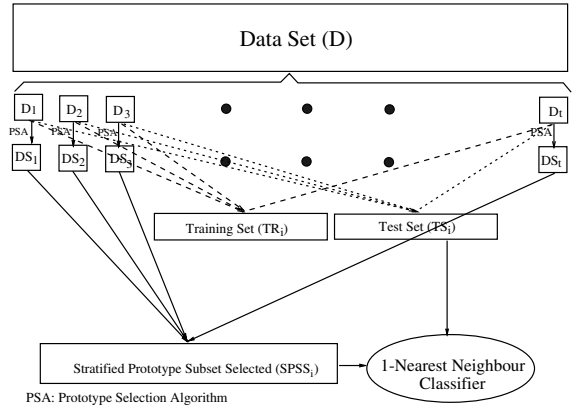 Data Set (D)
D1 D2 D3 Dt
PSA PSA PSA PSA
DS1 DS2 DS3 DSt
Training Set (TRi) Test Set (TSi)
Stratified Prototype Subset Selected (SPSSi)
1-Nearest Neighbour
Classifier
PSA: Prototype Selection Algorithm